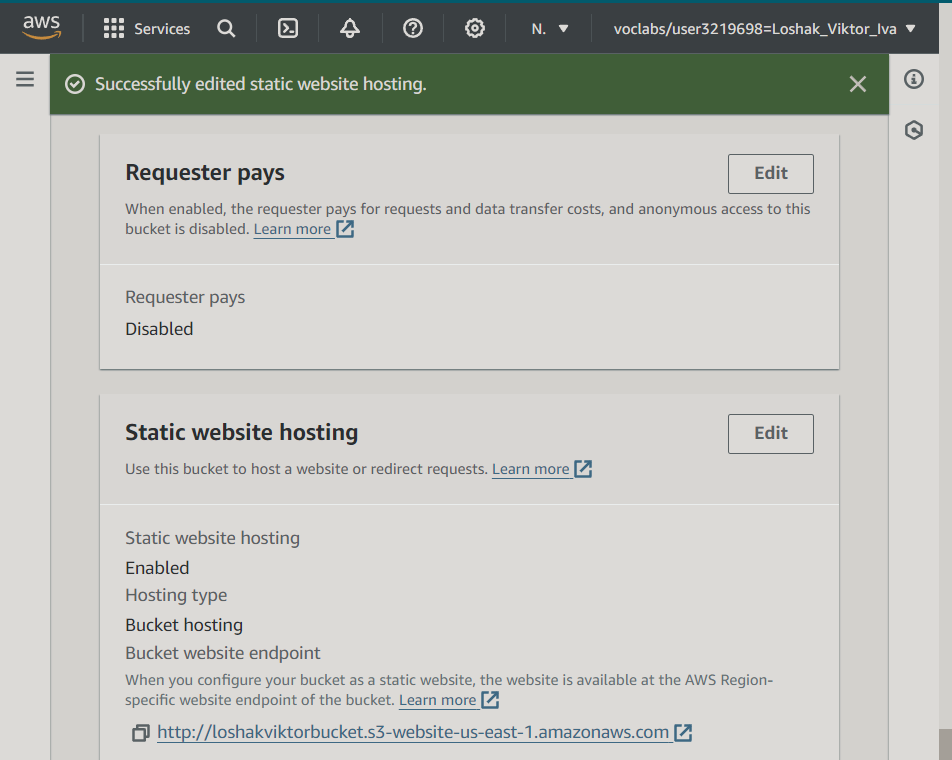 aws Services N. voclabs/user3219698=Loshak_Viktor_Iva
Successfully edited static website hosting.
Requester pays
Edit
When enabled, the requester pays for requests and data transfer costs, and anonymous access to this
bucket is disabled. Learn more
Requester pays
Disabled
Static website hosting
Edit
Use this bucket to host a website or redirect requests. Learn more
Static website hosting
Enabled
Hosting type
Bucket hosting
Bucket website endpoint
When you configure your bucket as a static website, the website is available at the AWS Region-
specific website endpoint of the bucket. Learn more
http://loshakviktorbucket.s3-website-us-east-1.amazonaws.com